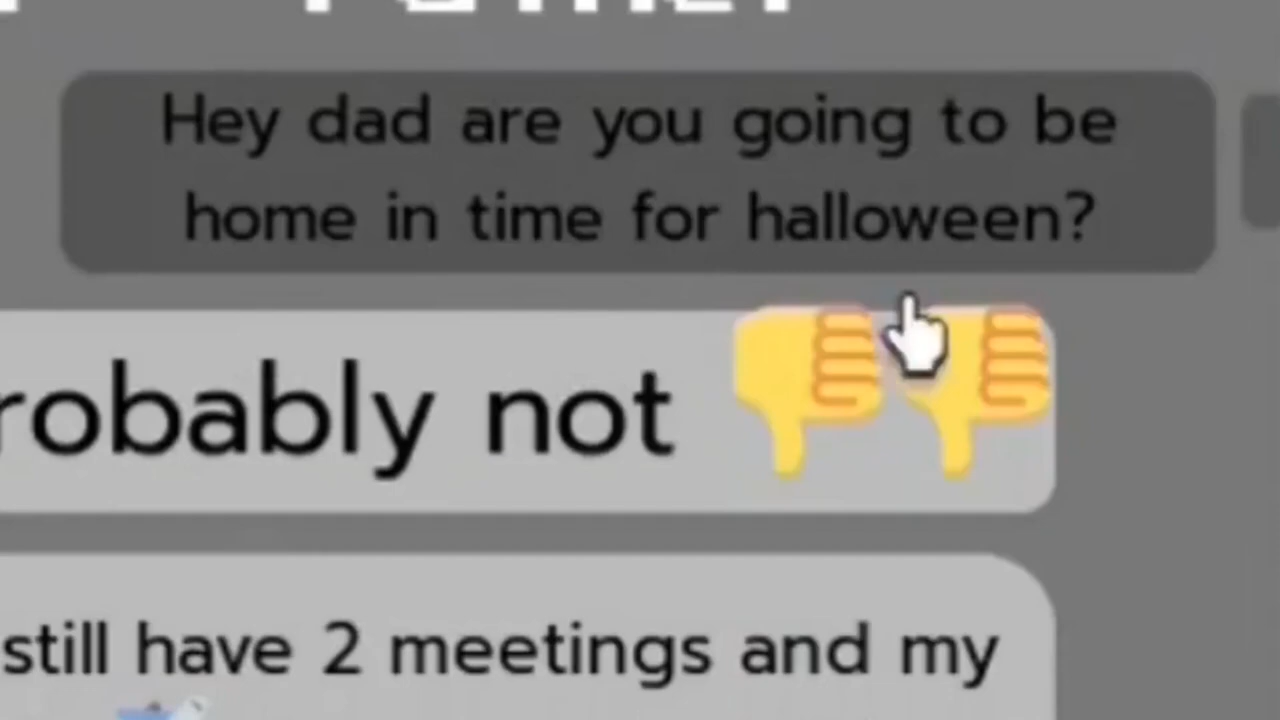 Hey dad are you going to be
home in time for halloween?
robably not 👎👎
still have 2 meetings and my